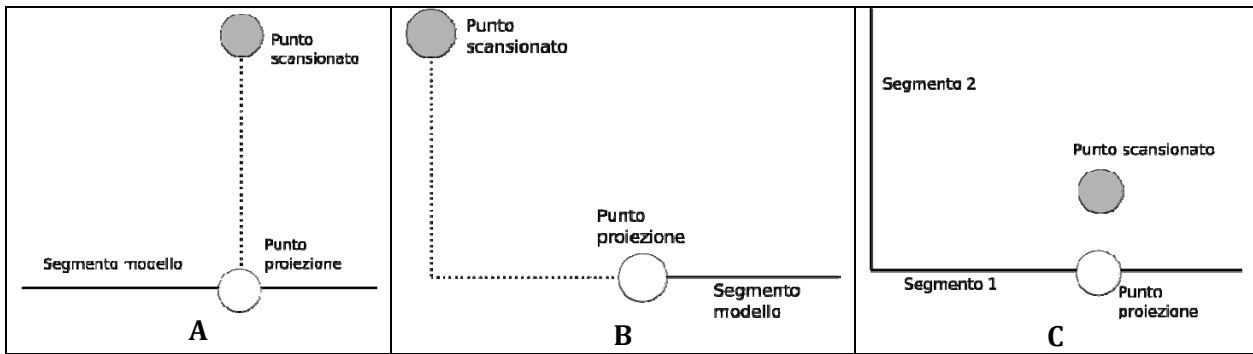 Punto
scansionato
Segmento modello
Punto
proiezione
A
Punto
scansionato
Punto
proiezione
Segmento
modello
B
Segmento 2
Punto scansionato
Segmento 1
Punto
proiezione
C